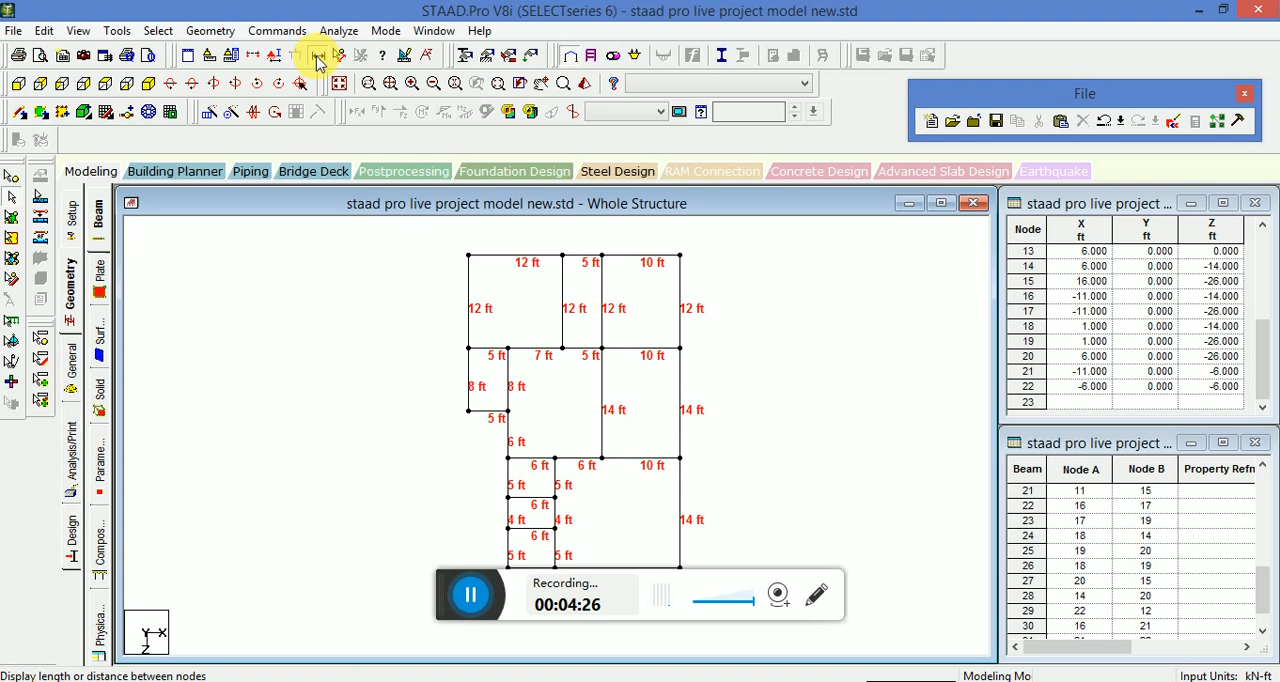 STAAD.Pro V8i (SELECTseries 6) - staad pro live project model new.std
File Edit View Tools Select Geometry Commands Analyze Mode Window Help
File
Modeling Building Planner Piping Bridge Deck Postprocessing Foundation Design Steel Design RAM Connection Concrete Design Advanced Slab Design Earthquake
staad pro live project model new.std - Whole Structure
Setup
Geometry
General
Analysis/Print
Design
Beam
Plate
Surf...
Solid
Parame...
Compos...
Physica...
12 ft 5 ft 10 ft
12 ft 12 ft 12 ft 12 ft
5 ft 7 ft 5 ft 10 ft
8 ft 8 ft
14 ft 14 ft
5 ft
6 ft
6 ft 6 ft 10 ft
5 ft 5 ft
6 ft
4 ft 4 ft 14 ft
6 ft
5 ft 5 ft
Recording...
00:04:26
Y X
Z
staad pro live project ...
Node X ft Y ft Z ft
13 6.000 0.000 0.000
14 6.000 0.000 -14.000
15 16.000 0.000 -26.000
16 -11.000 0.000 -14.000
17 -11.000 0.000 -26.000
18 1.000 0.000 -14.000
19 1.000 0.000 -26.000
20 6.000 0.000 -26.000
21 -11.000 0.000 -6.000
22 -6.000 0.000 -6.000
23
staad pro live project ...
Beam Node A Node B Property Refn
21 11 15
22 16 17
23 17 19
24 18 14
25 19 20
26 18 19
27 20 15
28 14 20
29 22 12
30 16 21
Display length or distance between nodes
Modeling Mo
Input Units: kN-ft